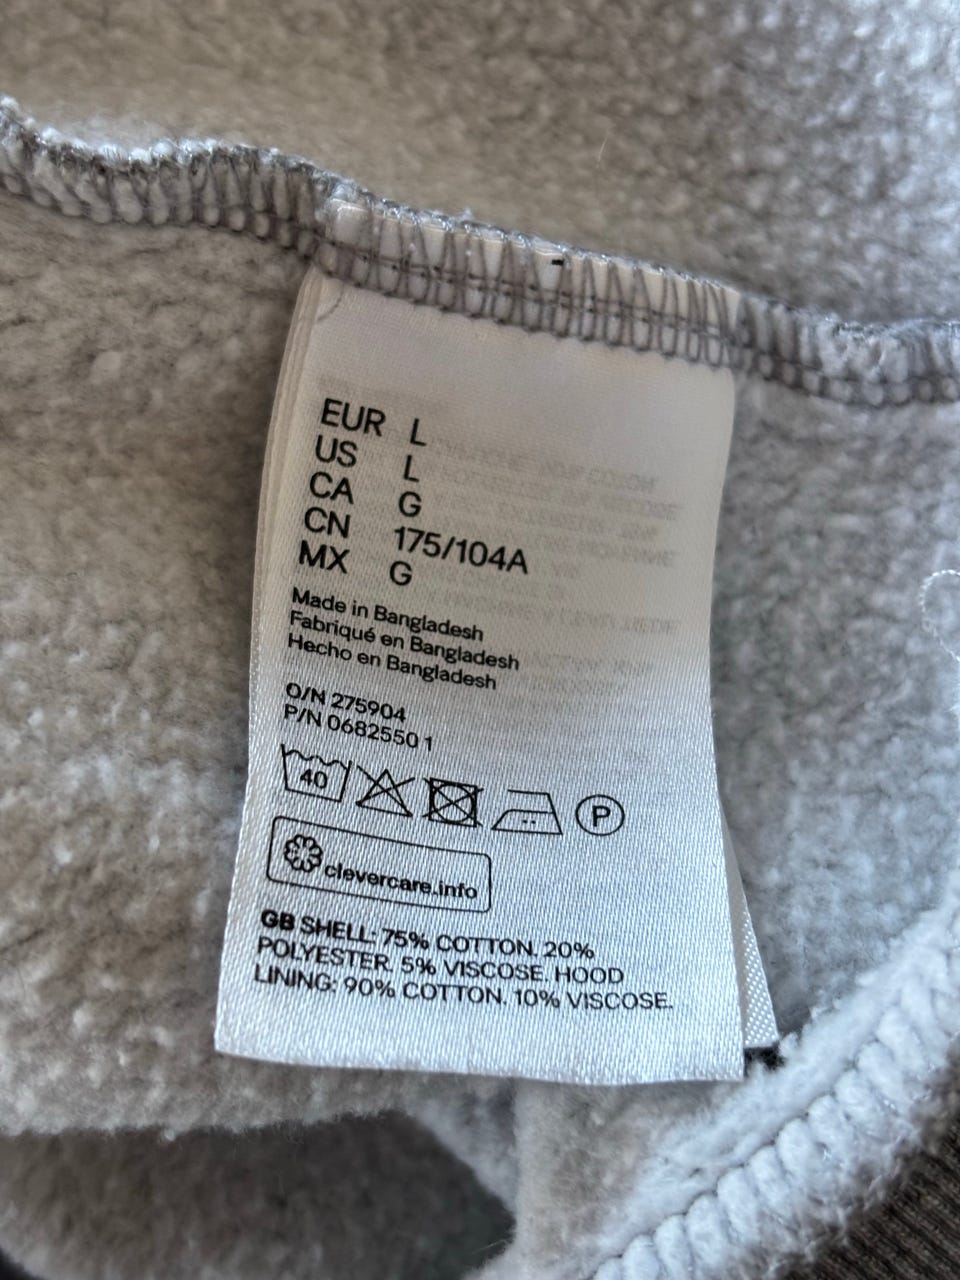 EUR L
US L
CA G
CN 175/104A
MX G
Made in Bangladesh
Fabriqué en Bangladesh
Hecho en Bangladesh
O/N 275904
P/N 06825501
40
P
clevercare.info
GB SHELL: 75% COTTON. 20%
POLYESTER. 5% VISCOSE. HOOD
LINING: 90% COTTON. 10% VISCOSE.